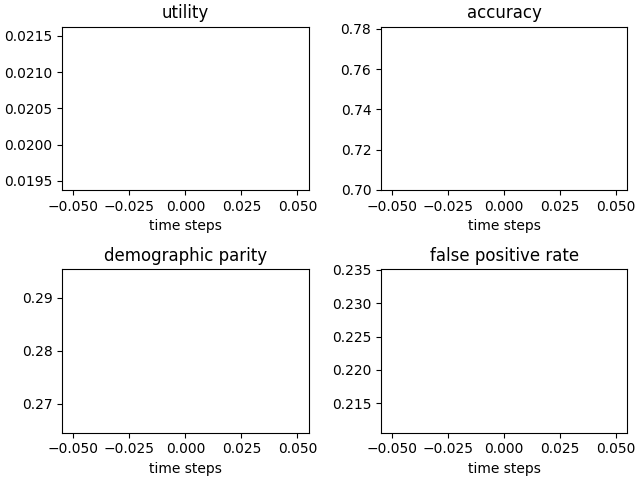 utility
0.0215
0.0210
0.0205
0.0200
0.0195
−0.050 −0.025 0.000 0.025 0.050
time steps
accuracy
0.78
0.76
0.74
0.72
0.70
−0.050 −0.025 0.000 0.025 0.050
time steps
demographic parity
0.29
0.28
0.27
−0.050 −0.025 0.000 0.025 0.050
time steps
false positive rate
0.235
0.230
0.225
0.220
0.215
−0.050 −0.025 0.000 0.025 0.050
time steps